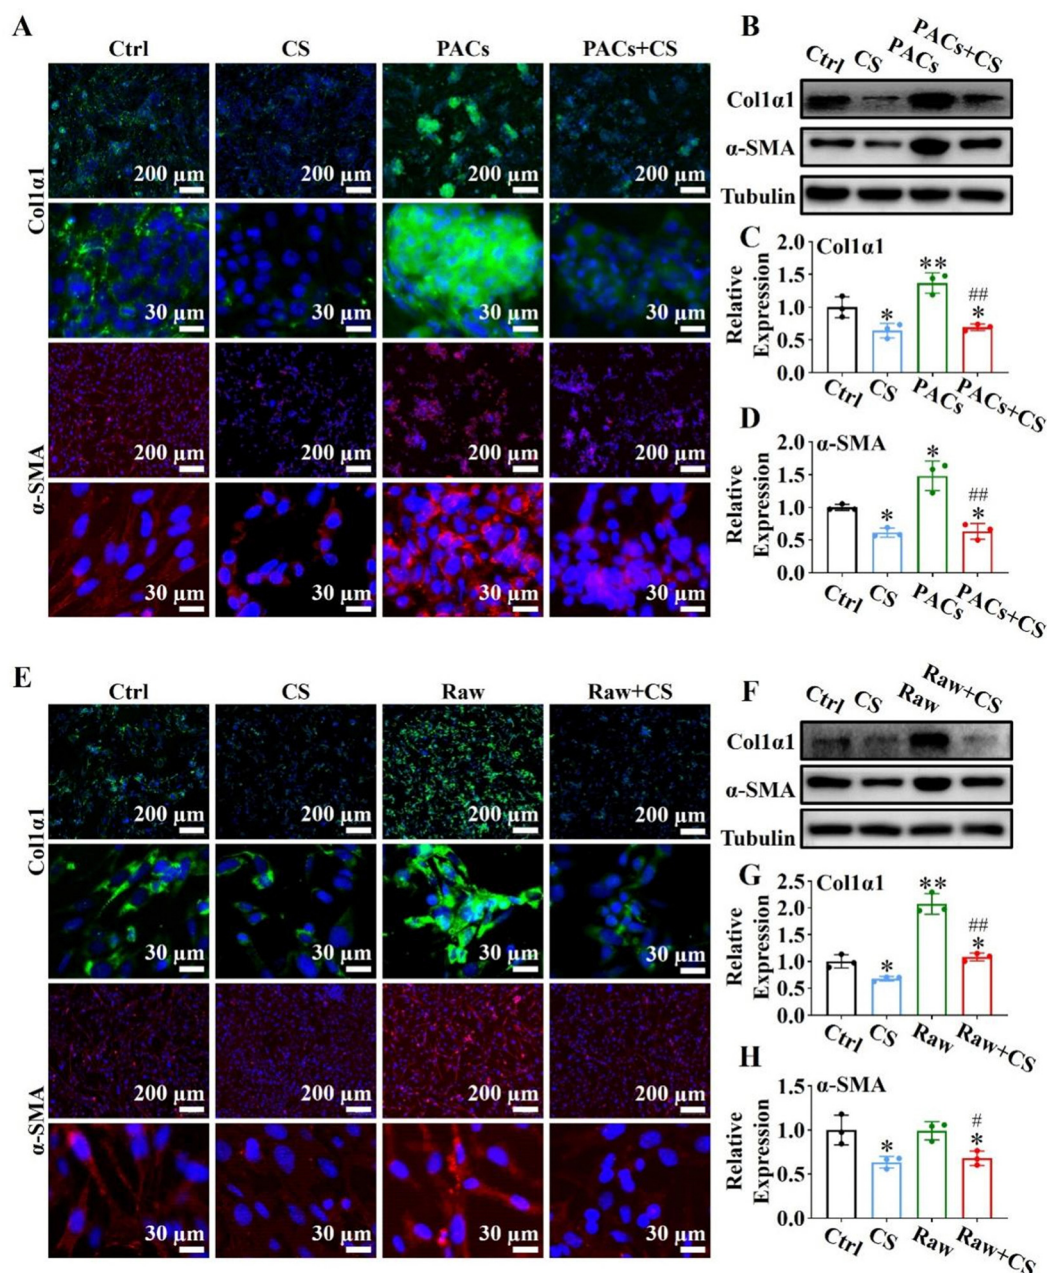 A
Ctrl CS PACs PACs+CS
Col1α1
200 µm 200 µm 200 µm 200 µm
30 µm 30 µm 30 µm 30 µm
α-SMA
200 µm 200 µm 200 µm 200 µm
30 µm 30 µm 30 µm 30 µm
B
Ctrl CS PACs PACs+CS
Col1α1
α-SMA
Tubulin
C
Col1α1
Relative
Expression
2.0
1.5
1.0
0.5
0.0
** 
##
* *
Ctrl CS PACs PACs+CS
D
α-SMA
Relative
Expression
2.0
1.5
1.0
0.5
0.0
*
##
* *
Ctrl CS PACs PACs+CS
E
Ctrl CS Raw Raw+CS
Col1α1
200 µm 200 µm 200 µm 200 µm
30 µm 30 µm 30 µm 30 µm
α-SMA
200 µm 200 µm 200 µm 200 µm
30 µm 30 µm 30 µm 30 µm
F
Ctrl CS Raw Raw+CS
Col1α1
α-SMA
Tubulin
G
Col1α1
Relative
Expression
2.5
2.0
1.5
1.0
0.5
0.0
**
##
* *
Ctrl CS Raw Raw+CS
H
α-SMA
Relative
Expression
1.5
1.0
0.5
0.0
#
* *
Ctrl CS Raw Raw+CS